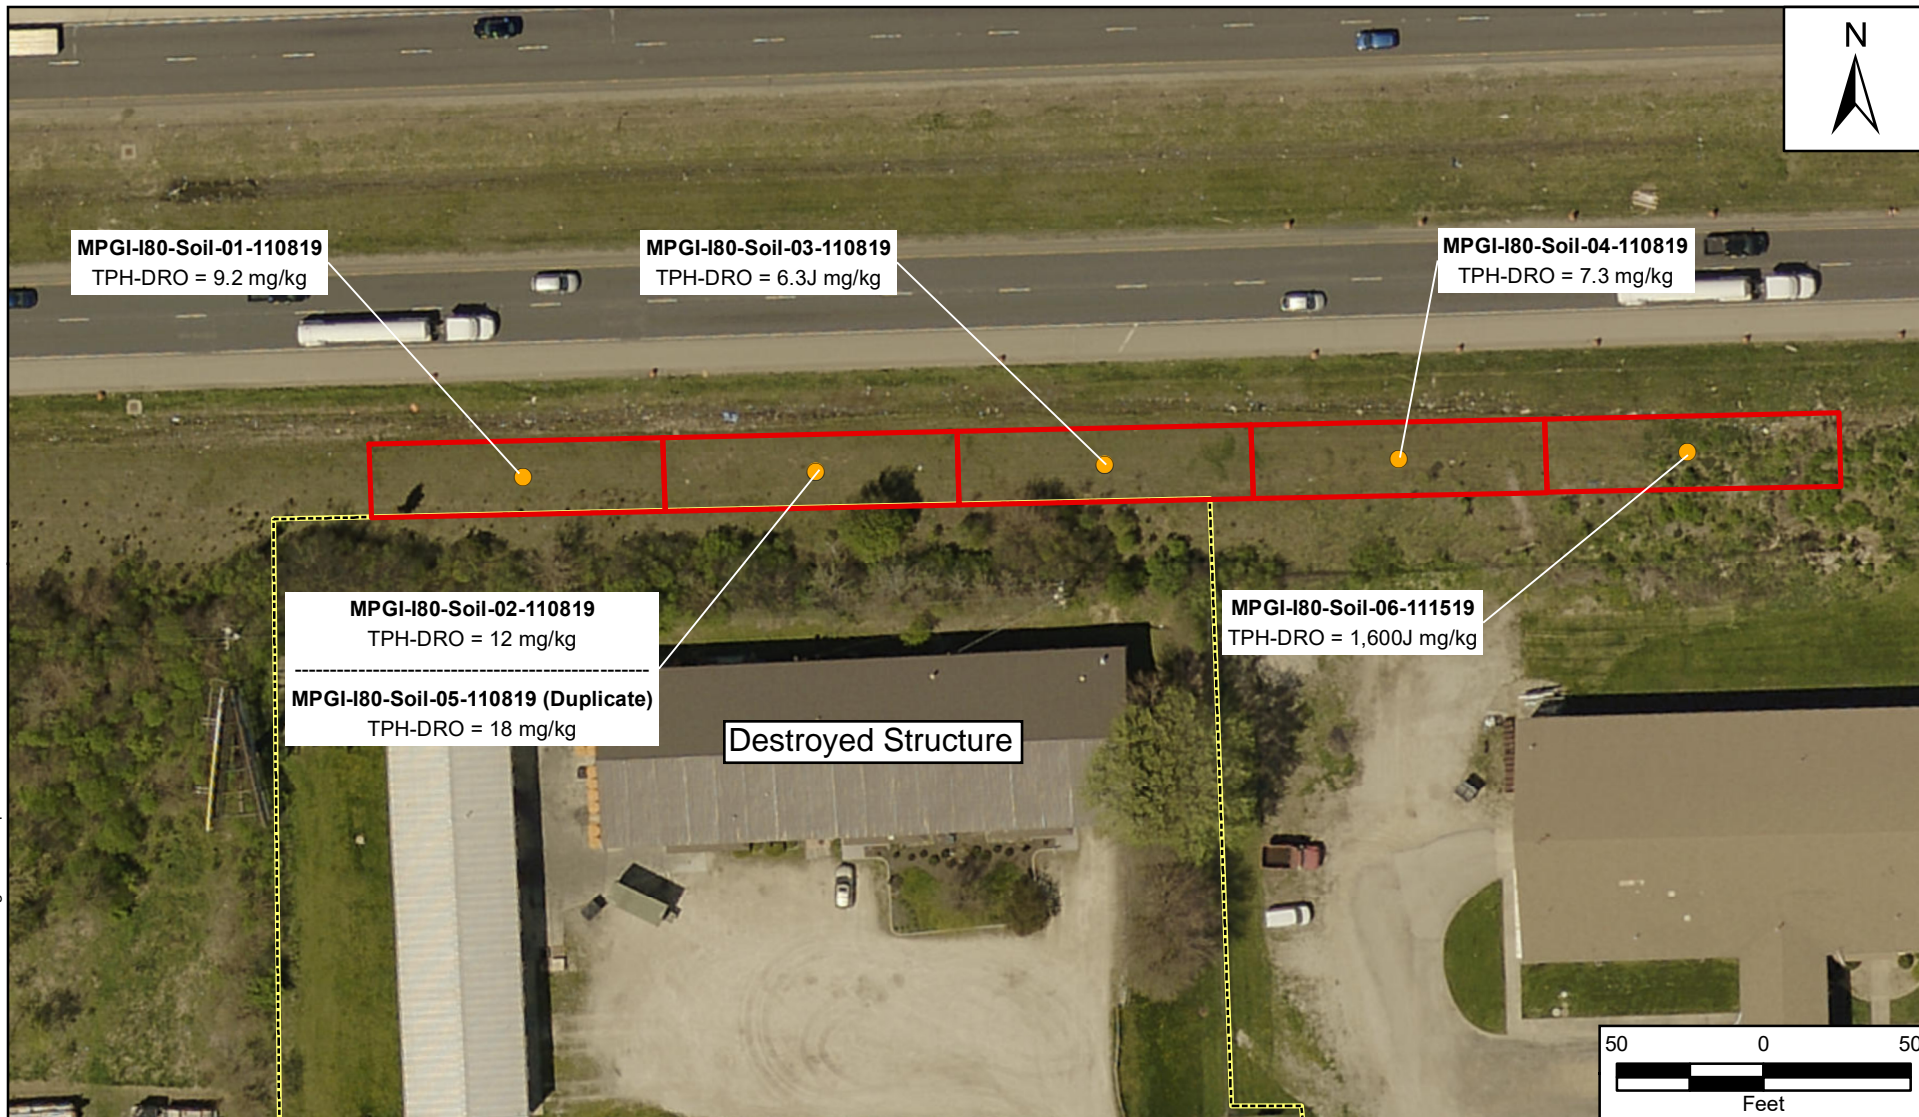 N
MPGI-I80-Soil-01-110819
TPH-DRO = 9.2 mg/kg
MPGI-I80-Soil-03-110819
TPH-DRO = 6.3J mg/kg
MPGI-I80-Soil-04-110819
TPH-DRO = 7.3 mg/kg
MPGI-I80-Soil-02-110819
TPH-DRO = 12 mg/kg
MPGI-I80-Soil-05-110819 (Duplicate)
TPH-DRO = 18 mg/kg
MPGI-I80-Soil-06-111519
TPH-DRO = 1,600J mg/kg
Destroyed Structure
50 0 50
Feet